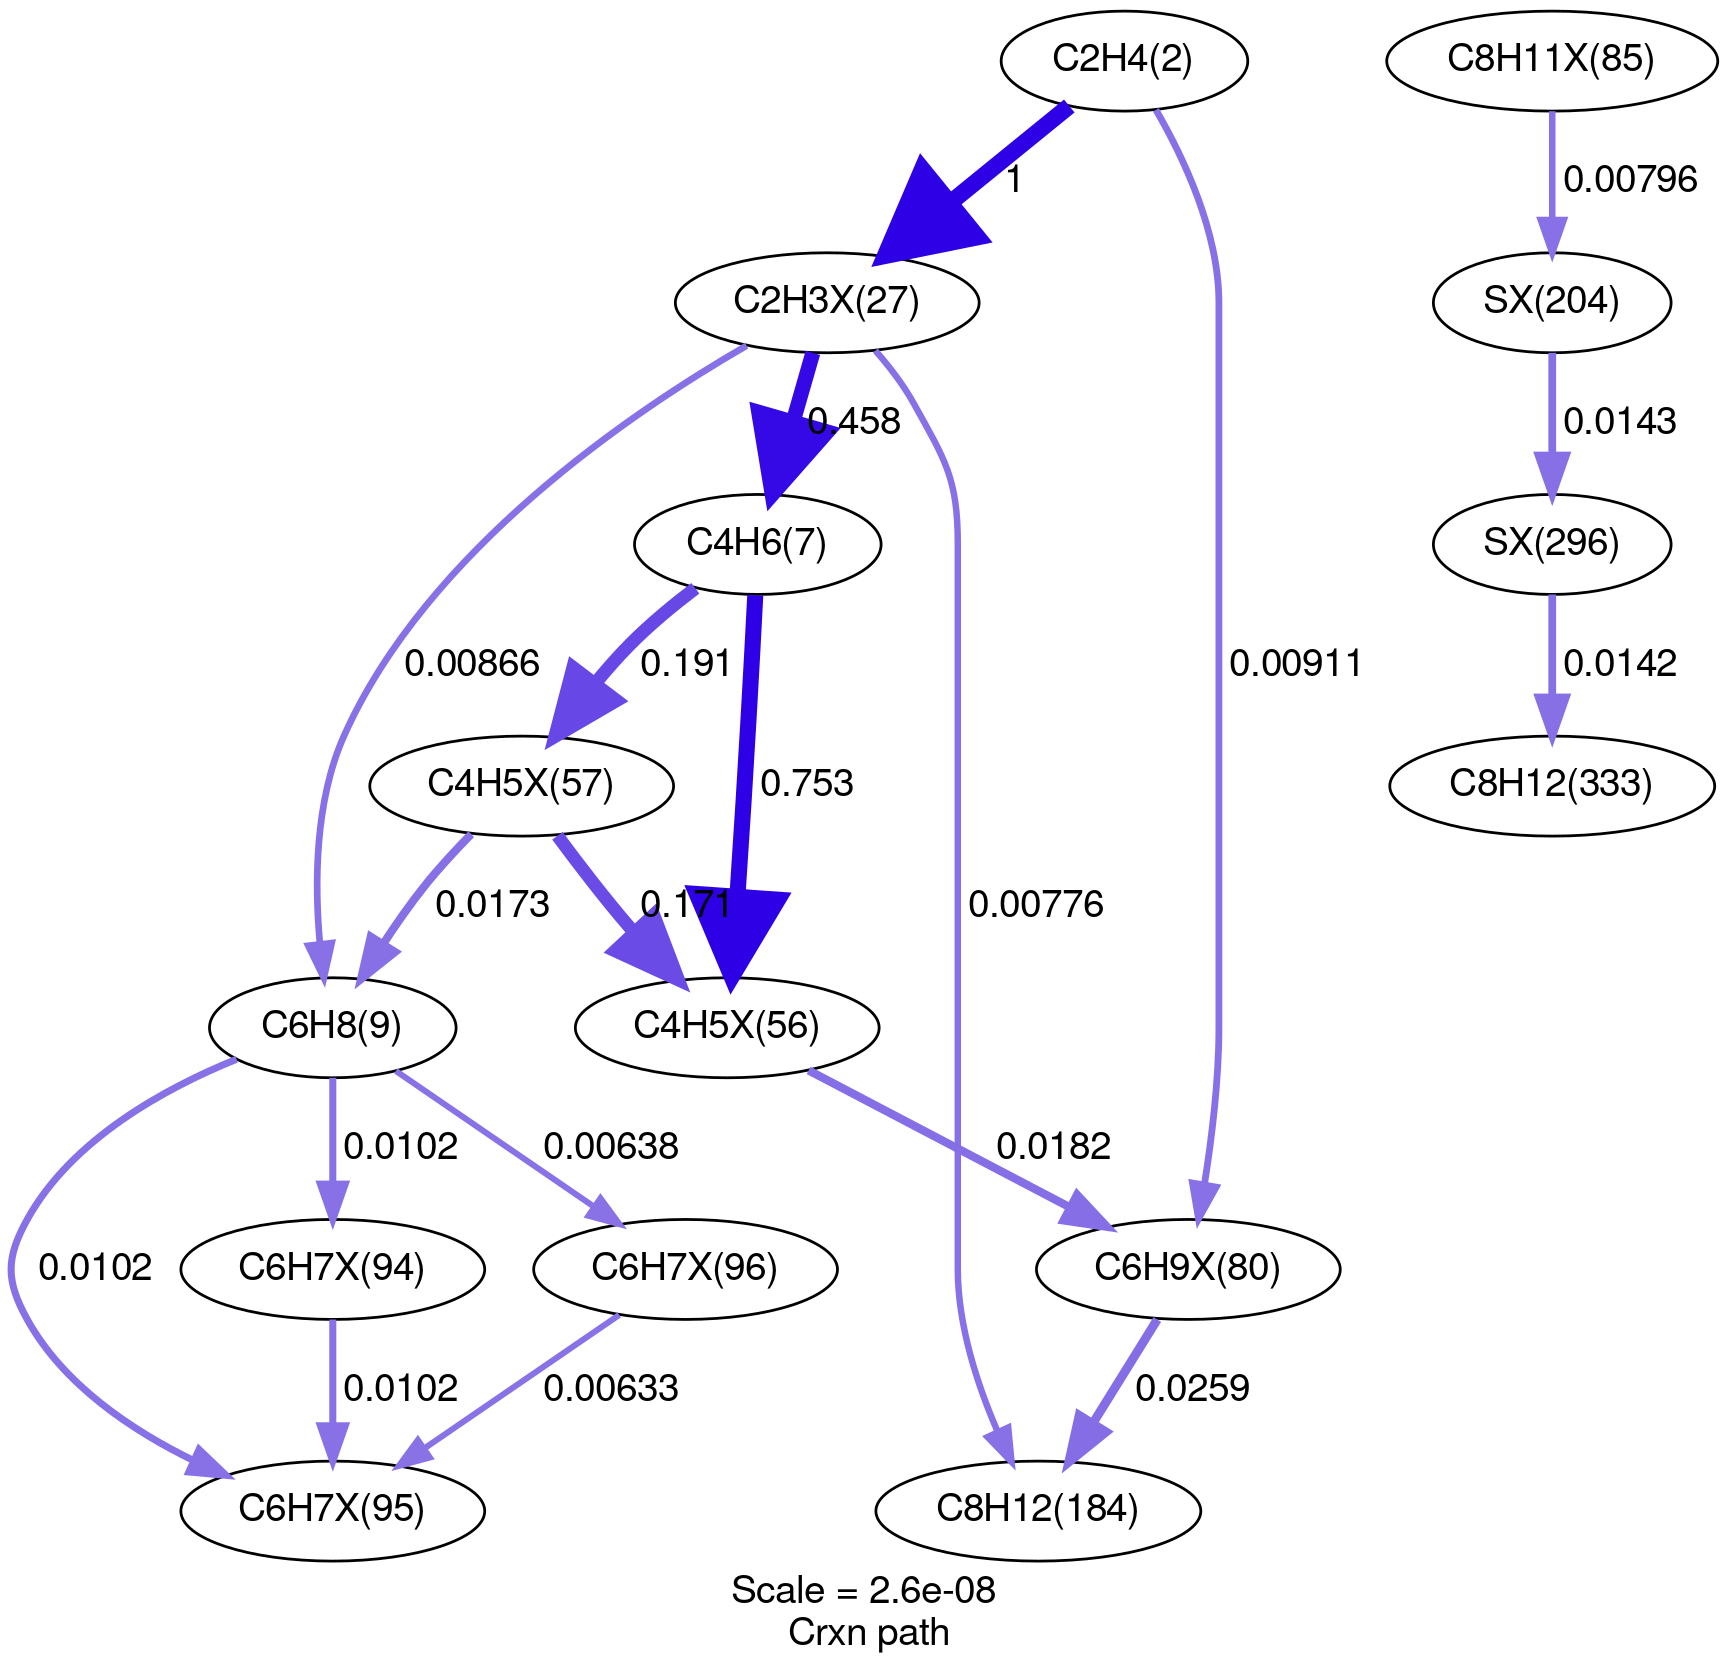 C2H4(2)
C8H11X(85)
1
0.00796
C2H3X(27)
SX(204)
0.458
0.0143
C4H6(7)
SX(296)
0.00866
0.191
0.00911
0.0142
C4H5X(57)
0.753
C8H12(333)
0.0173
0.171
0.00776
C6H8(9)
C4H5X(56)
0.0102
0.00638
0.0182
0.0102
C6H7X(94)
C6H7X(96)
C6H9X(80)
0.0102
0.00633
0.0259
C6H7X(95)
C8H12(184)
Scale = 2.6e-08
Crxn path